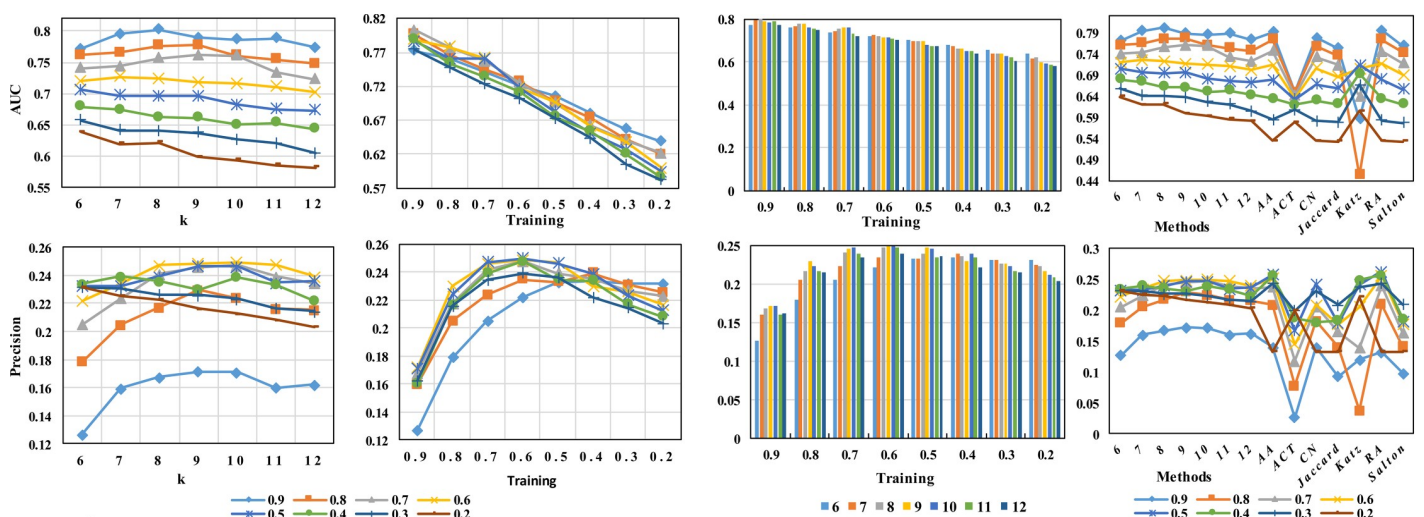 0.8
0.75
0.7
0.65
0.6
0.55
AUC
6 7 8 9 10 11 12
k
0.82
0.77
0.72
0.67
0.62
0.57
0.9 0.8 0.7 0.6 0.5 0.4 0.3 0.2
Training
0.8
0.6
0.4
0.2
0
0.9 0.8 0.7 0.6 0.5 0.4 0.3 0.2
Training
0.79
0.74
0.69
0.64
0.59
0.54
0.49
0.44
6 7 8 9 10 11 12 AA ACT CN Jaccard Katz RA Salton
Methods
0.26
0.24
0.22
0.2
0.18
0.16
0.14
0.12
Precision
6 7 8 9 10 11 12
k
0.26
0.24
0.22
0.2
0.18
0.16
0.14
0.12
0.9 0.8 0.7 0.6 0.5 0.4 0.3 0.2
Training
0.25
0.2
0.15
0.1
0.05
0
0.9 0.8 0.7 0.6 0.5 0.4 0.3 0.2
Training
0.3
0.25
0.2
0.15
0.1
0.05
0
6 7 8 9 10 11 12 AA ACT CN Jaccard Katz RA Salton
Methods
0.9 0.8 0.7 0.6
0.5 0.4 0.3 0.2
6 7 8 9 10 11 12
0.9 0.8 0.7 0.6
0.5 0.4 0.3 0.2